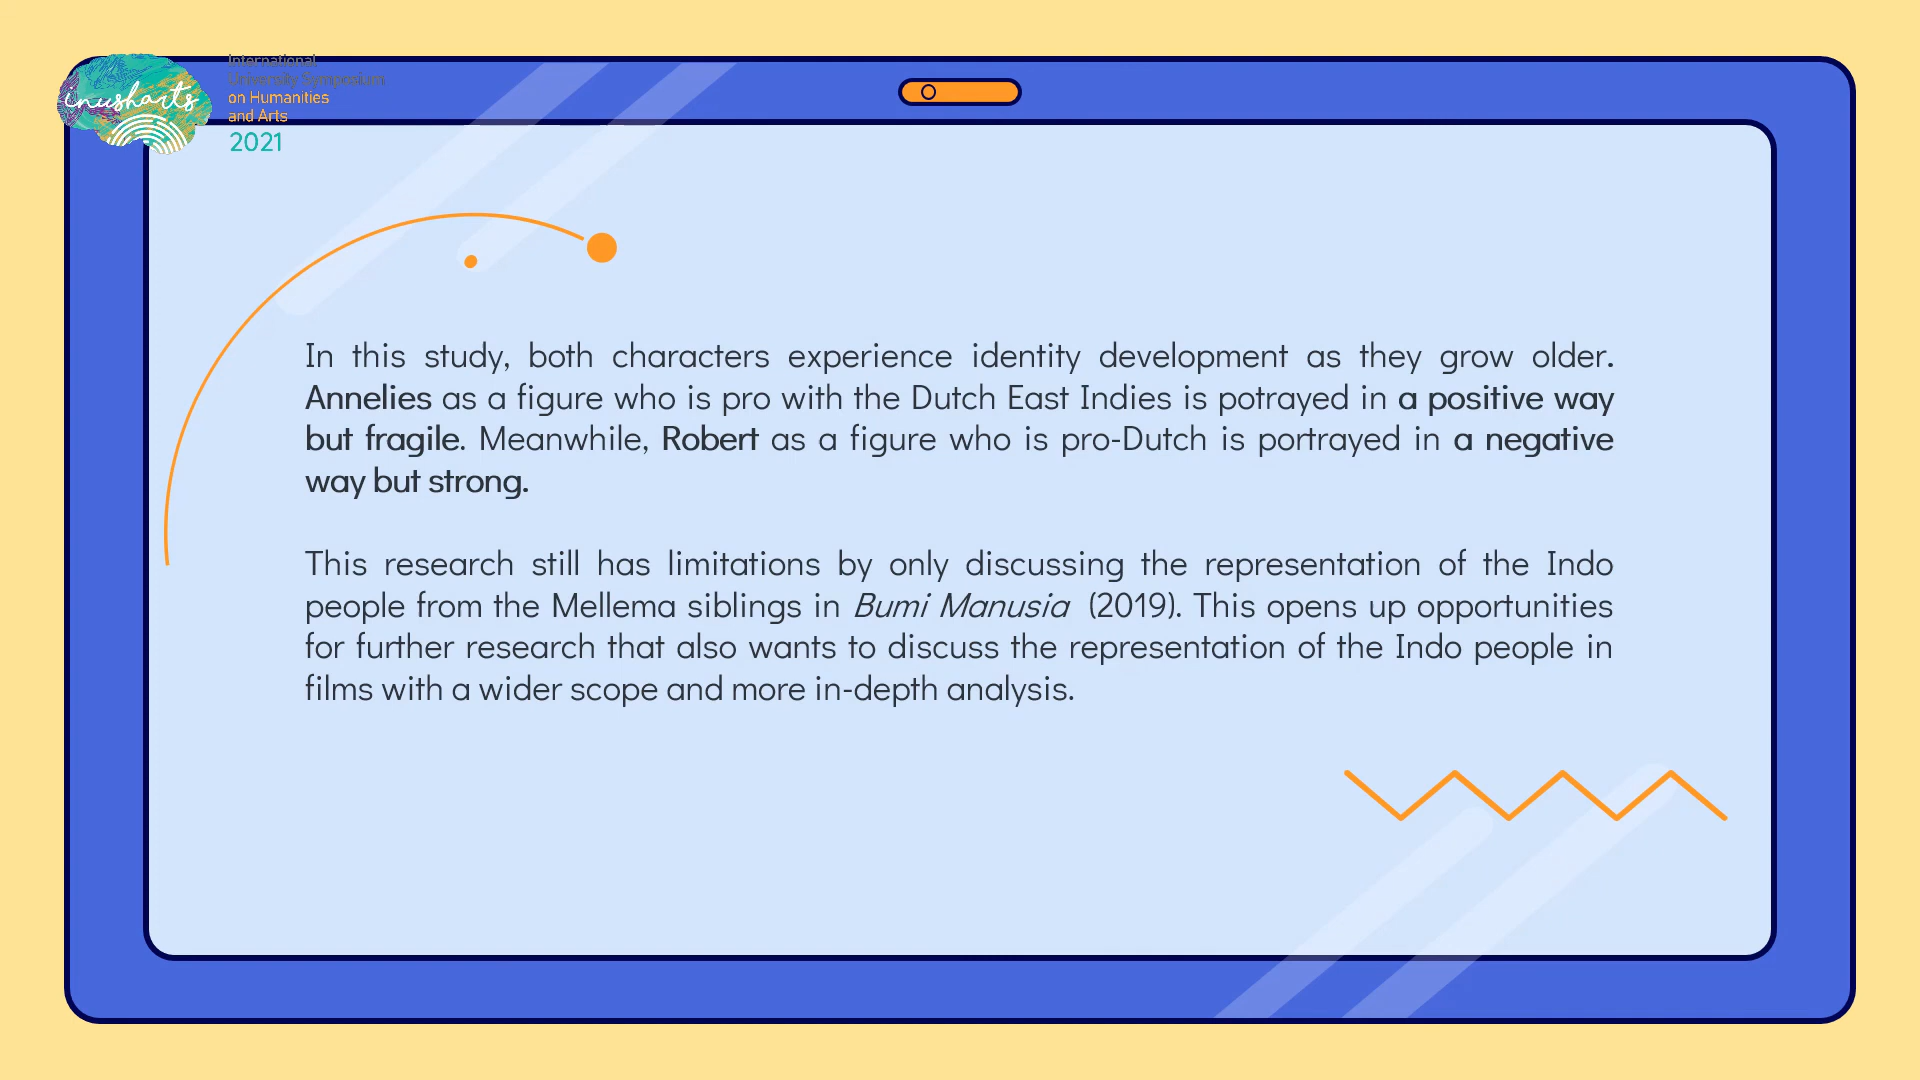 inusharts
International
University Symposium
on Humanities
and Arts
2021
In this study, both characters experience identity development as they grow older.
Annelies as a figure who is pro with the Dutch East Indies is potrayed in a positive way
but fragile. Meanwhile, Robert as a figure who is pro-Dutch is portrayed in a negative
way but strong.
This research still has limitations by only discussing the representation of the Indo
people from the Mellema siblings in Bumi Manusia (2019). This opens up opportunities
for further research that also wants to discuss the representation of the Indo people in
films with a wider scope and more in-depth analysis.